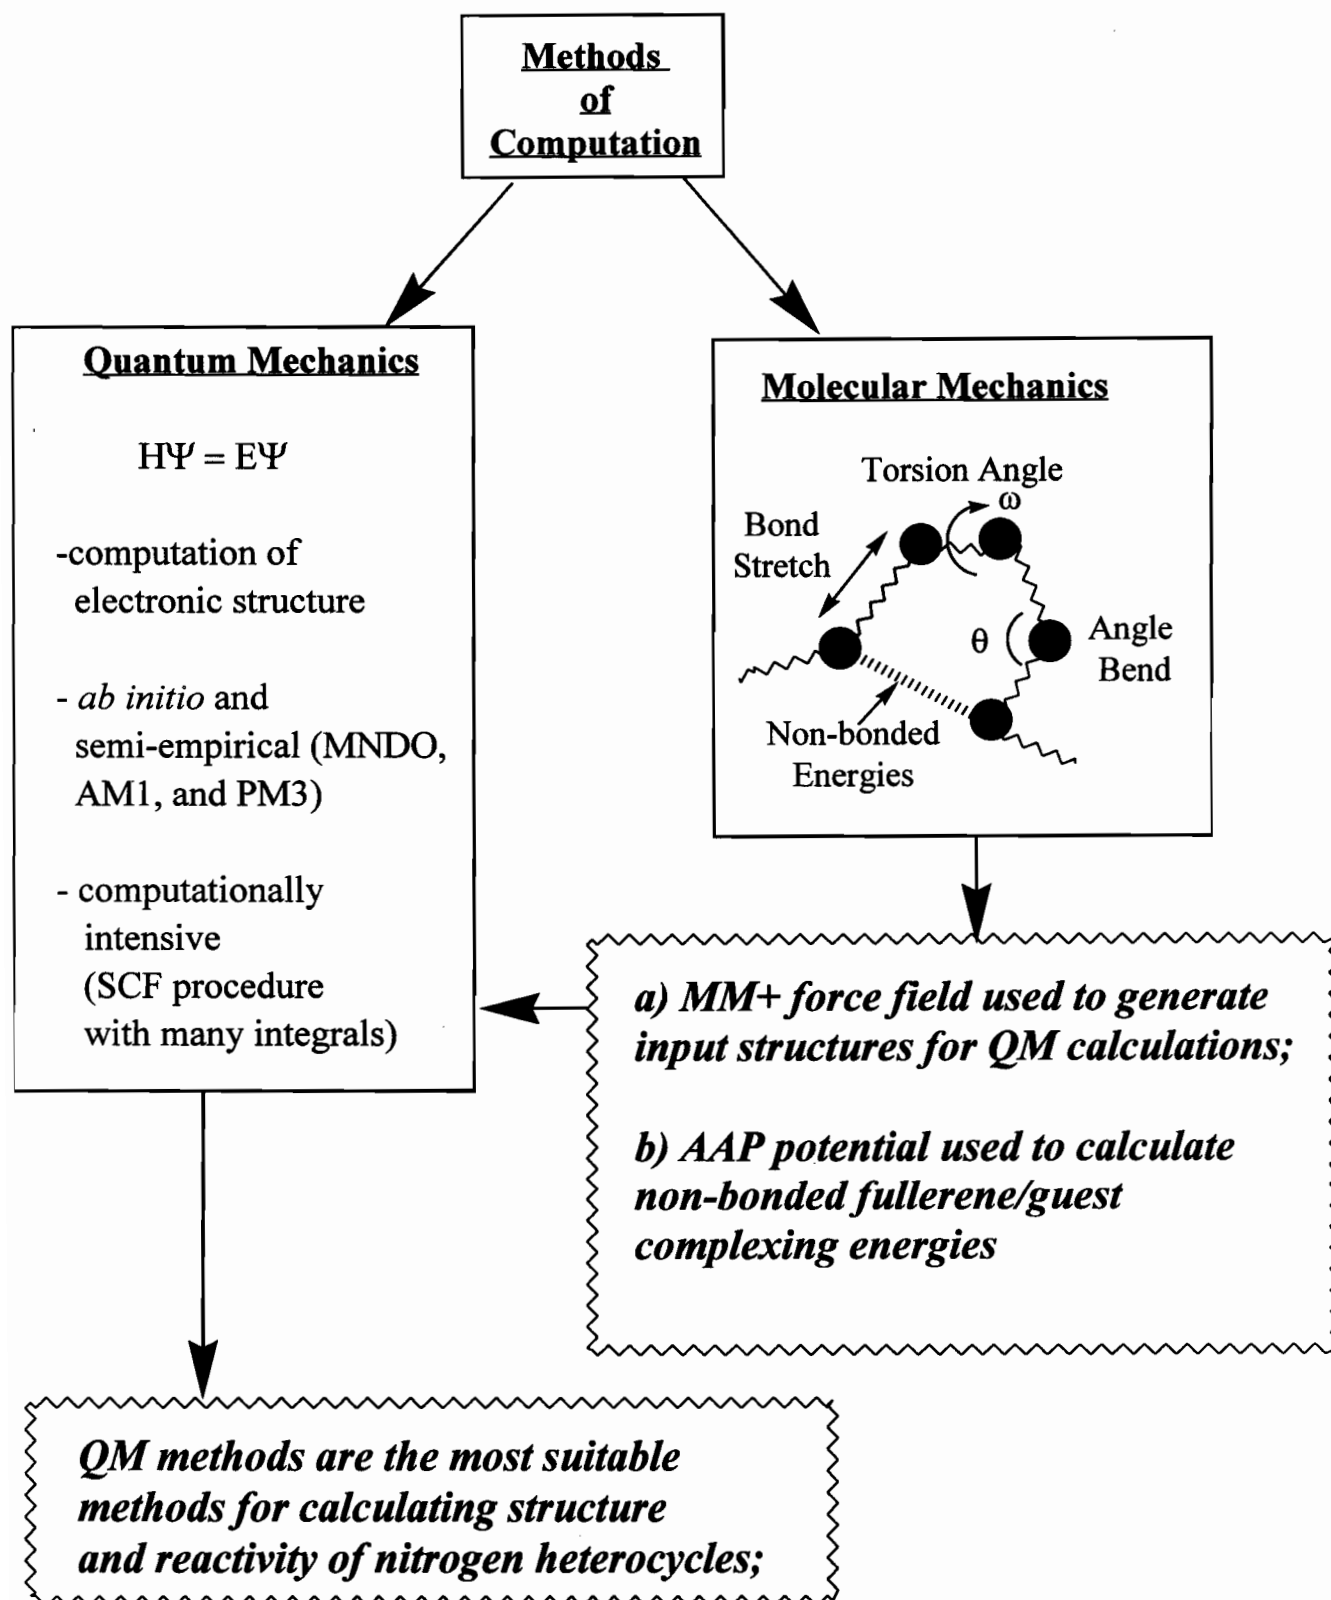 Methods
of
Computation
Quantum Mechanics
HΨ = EΨ
-computation of
electronic structure
- ab initio and
semi-empirical (MNDO,
AM1, and PM3)
- computationally
intensive
(SCF procedure
with many integrals)
Molecular Mechanics
Torsion Angle
ω
Bond
Stretch
θ
Angle
Bend
Non-bonded
Energies
a) MM+ force field used to generate
input structures for QM calculations;
b) AAP potential used to calculate
non-bonded fullerene/guest
complexing energies
QM methods are the most suitable
methods for calculating structure
and reactivity of nitrogen heterocycles;